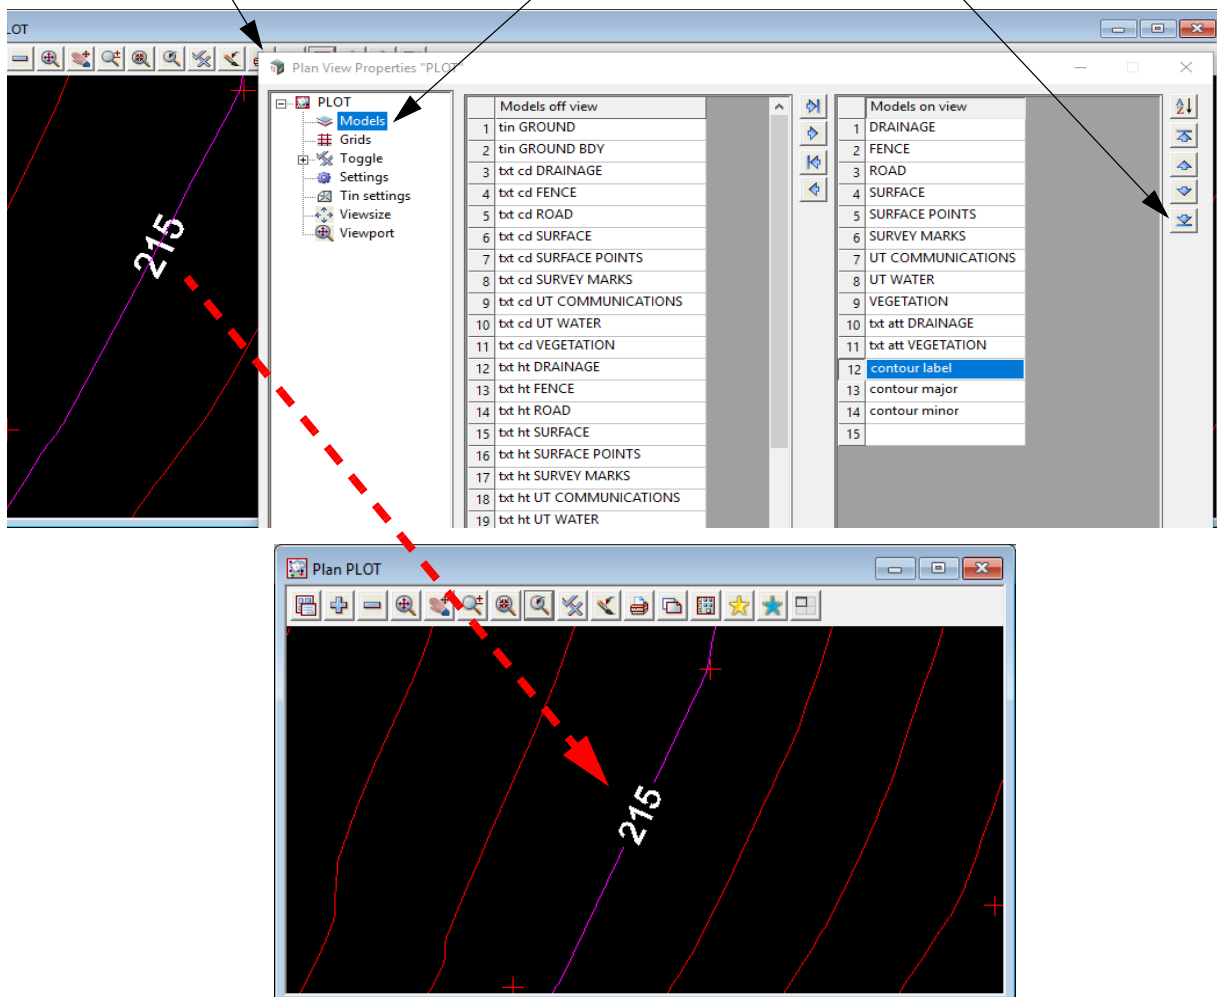 LOT
Plan View Properties "PLOT"
PLOT
Models
Grids
Toggle
Settings
Tin settings
Viewsize
Viewport
Models off view
1 tin GROUND
2 tin GROUND BDY
3 txt cd DRAINAGE
4 txt cd FENCE
5 txt cd ROAD
6 txt cd SURFACE
7 txt cd SURFACE POINTS
8 txt cd SURVEY MARKS
9 txt cd UT COMMUNICATIONS
10 txt cd UT WATER
11 txt cd VEGETATION
12 txt ht DRAINAGE
13 txt ht FENCE
14 txt ht ROAD
15 txt ht SURFACE
16 txt ht SURFACE POINTS
17 txt ht SURVEY MARKS
18 txt ht UT COMMUNICATIONS
19 txt ht UT WATER
Models on view
1 DRAINAGE
2 FENCE
3 ROAD
4 SURFACE
5 SURFACE POINTS
6 SURVEY MARKS
7 UT COMMUNICATIONS
8 UT WATER
9 VEGETATION
10 txt att DRAINAGE
11 txt att VEGETATION
12 contour label
13 contour major
14 contour minor
15
215
Plan PLOT
215